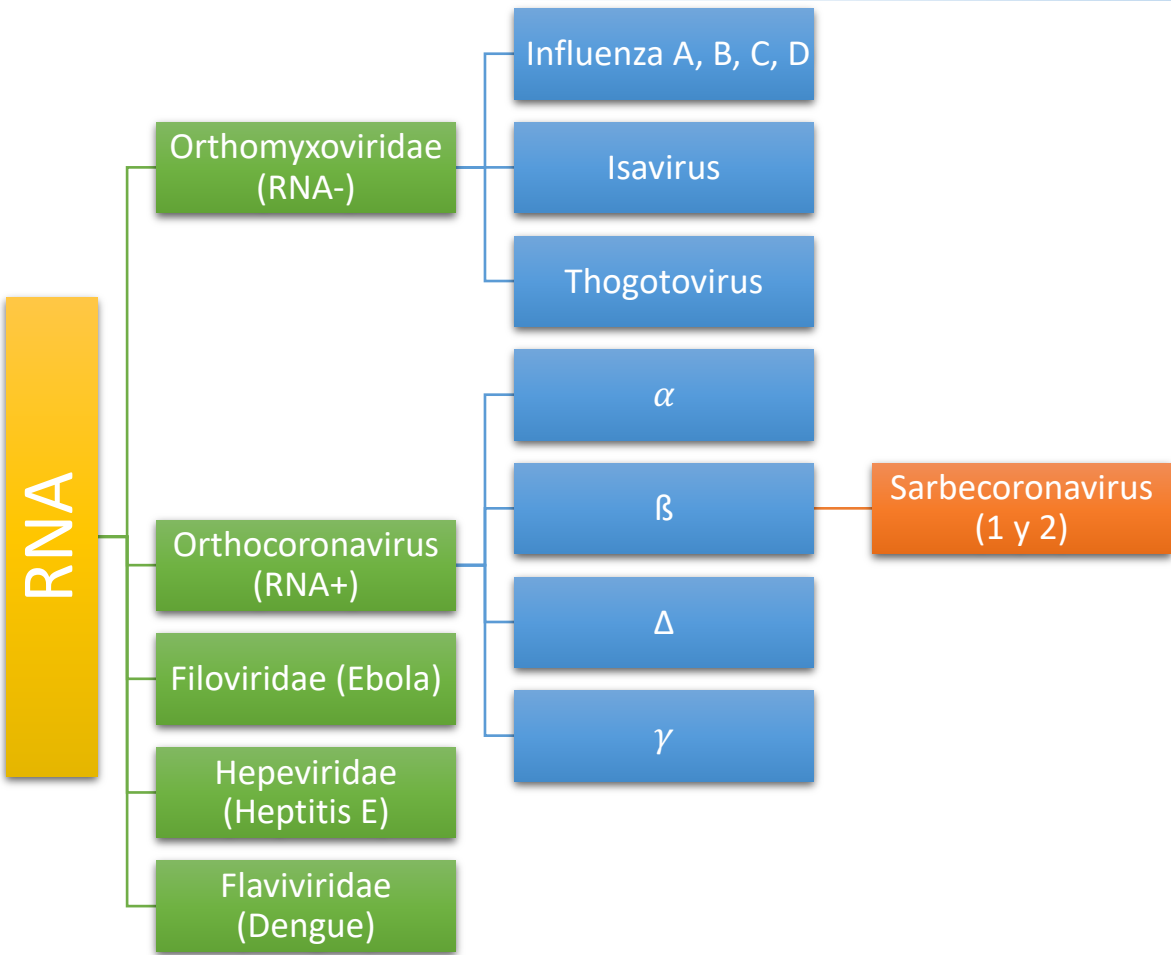 RNA
Orthomyxoviridae
(RNA-)
Influenza A, B, C, D
Isavirus
Thogotovirus
Orthocoronavirus
(RNA+)
α
ß
Sarbecoronavirus
(1 y 2)
Δ
γ
Filoviridae (Ebola)
Hepeviridae
(Heptitis E)
Flaviviridae
(Dengue)